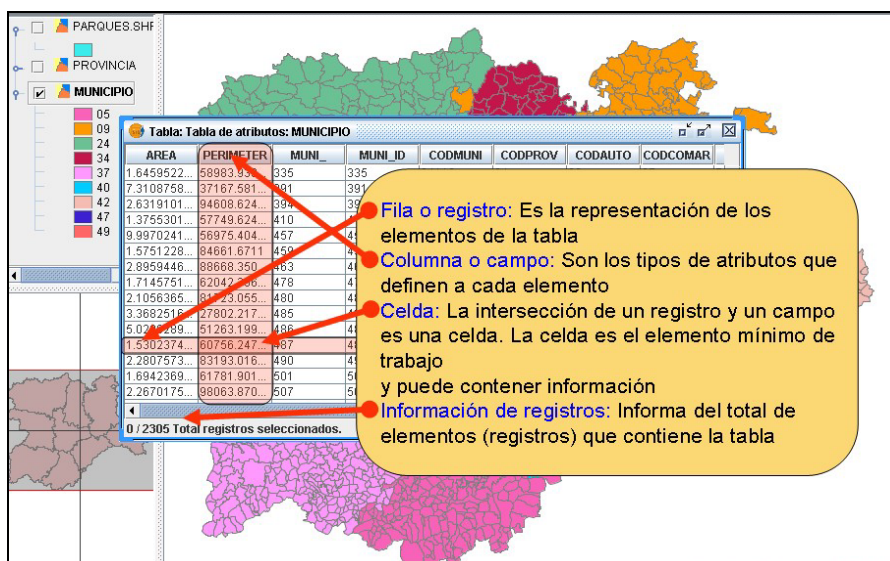 PARQUES.SHF
PROVINCIA
MUNICIPIO
05
09
24
34
37
40
42
47
49
Tabla: Tabla de atributos: MUNICIPIO
AREA PERIMETER MUNI_ MUNI_ID CODMUNI CODPROV CODAUTO CODCOMAR
1.6459522... 335 335
7.3108758... 37167.581... 391 391
2.6319101... 94608.624... 394
1.3755301... 57749.624... 410
9.9970241... 56975.404... 457
1.5751228... 84661.6711 459
2.8959446... 88668.350... 463
1.7145751... 478
2.1056365... 480
3.3682516... 27802.217... 485
51263.199... 486
1.5302374... 60756.247... 487
2.2807573... 83193.016... 490
1.6942369... 61781.901... 501
2.2670175... 98063.870... 507
0 / 2305 Total registros seleccionados.
Fila o registro: Es la representación de los
elementos de la tabla
Columna o campo: Son los tipos de atributos que
definen a cada elemento
Celda: La intersección de un registro y un campo
es una celda. La celda es el elemento mínimo de
trabajo
y puede contener información
Información de registros: Informa del total de
elementos (registros) que contiene la tabla